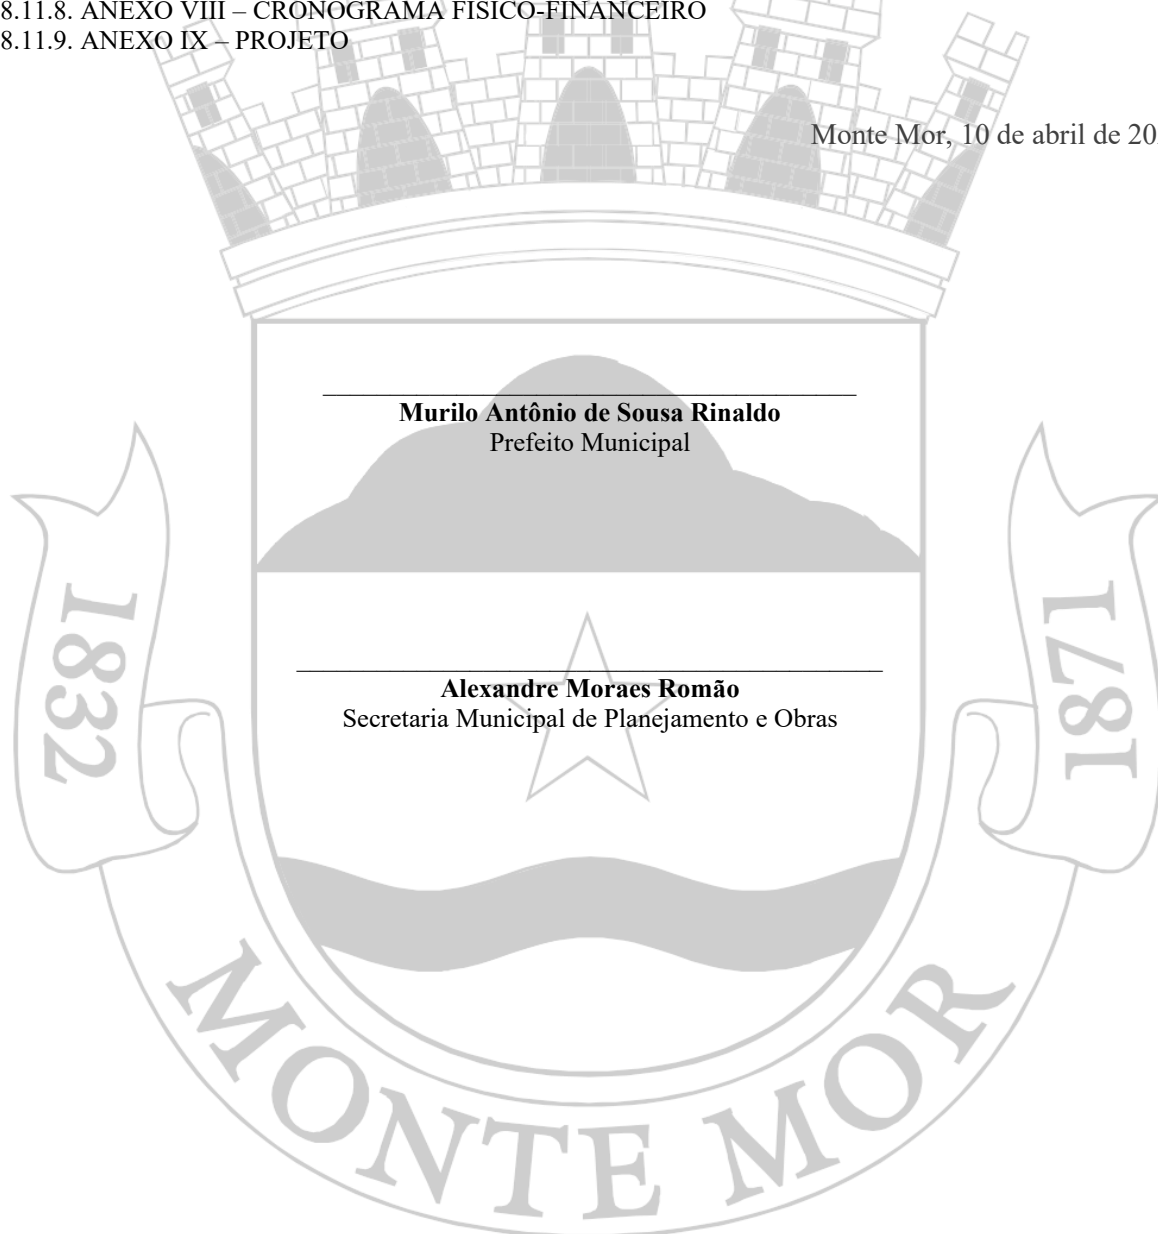 8.11.8. ANEXO VIII – CRONOGRAMA FÍSICO-FINANCEIRO
8.11.9. ANEXO IX – PROJETO
Monte Mor, 10 de abril de 20
Murilo Antônio de Sousa Rinaldo
Prefeito Municipal
Alexandre Moraes Romão
Secretaria Municipal de Planejamento e Obras
1832
1871
MONTE MOR